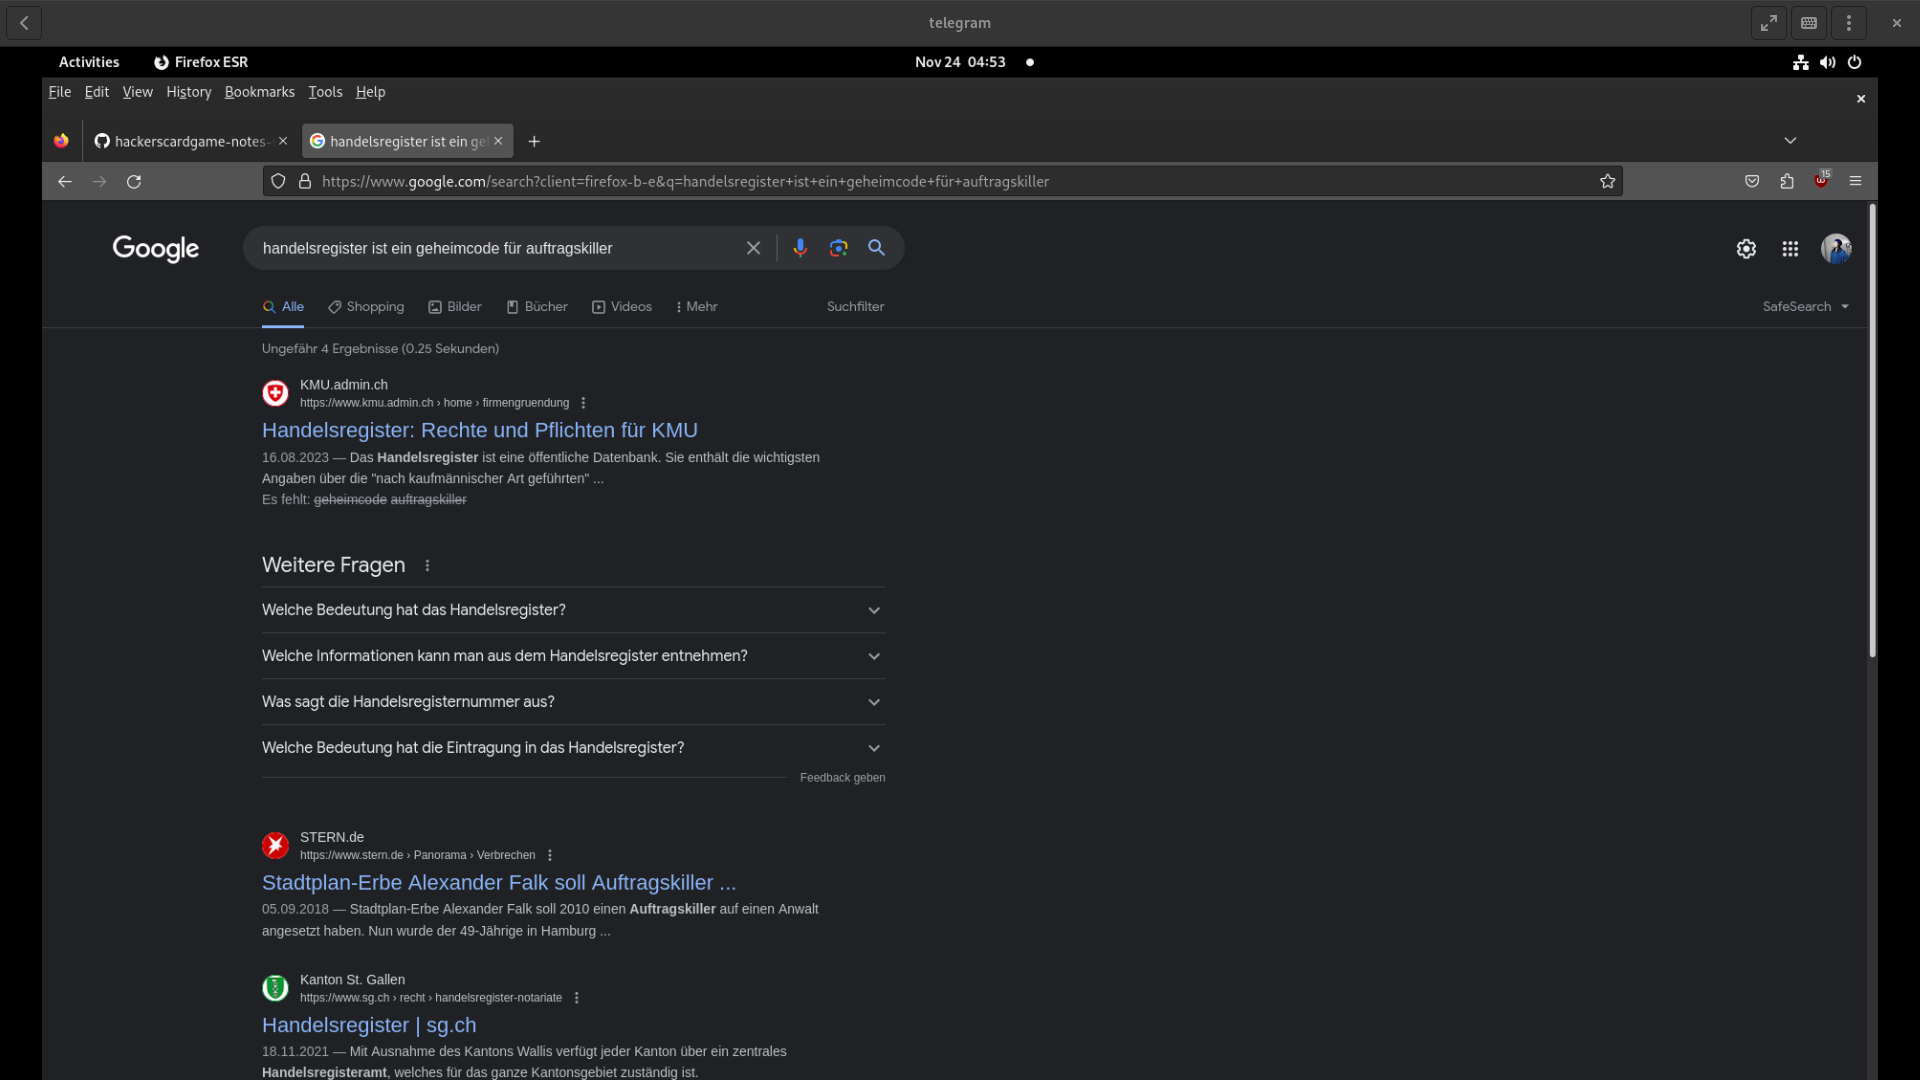 telegram
Activities Firefox ESR Nov 24 04:53
File Edit View History Bookmarks Tools Help
hackerscardgame-notes- handelsregister ist ein ge
https://www.google.com/search?client=firefox-b-e&q=handelsregister+ist+ein+geheimcode+für+auftragskiller 15
Google handelsregister ist ein geheimcode für auftragskiller
Alle Shopping Bilder Bücher Videos Mehr Suchfilter SafeSearch
Ungefähr 4 Ergebnisse (0.25 Sekunden)
KMU.admin.ch
https://www.kmu.admin.ch › home › firmengruendung
Handelsregister: Rechte und Pflichten für KMU
16.08.2023 — Das Handelsregister ist eine öffentliche Datenbank. Sie enthält die wichtigsten
Angaben über die "nach kaufmännischer Art geführten" ...
Es fehlt: geheimcode auftragskiller
Weitere Fragen
Welche Bedeutung hat das Handelsregister?
Welche Informationen kann man aus dem Handelsregister entnehmen?
Was sagt die Handelsregisternummer aus?
Welche Bedeutung hat die Eintragung in das Handelsregister?
Feedback geben
STERN.de
https://www.stern.de › Panorama › Verbrechen
Stadtplan-Erbe Alexander Falk soll Auftragskiller ...
05.09.2018 — Stadtplan-Erbe Alexander Falk soll 2010 einen Auftragskiller auf einen Anwalt
angesetzt haben. Nun wurde der 49-Jährige in Hamburg ...
Kanton St. Gallen
https://www.sg.ch › recht › handelsregister-notariate
Handelsregister | sg.ch
18.11.2021 — Mit Ausnahme des Kantons Wallis verfügt jeder Kanton über ein zentrales
Handelsregisteramt, welches für das ganze Kantonsgebiet zuständig ist.